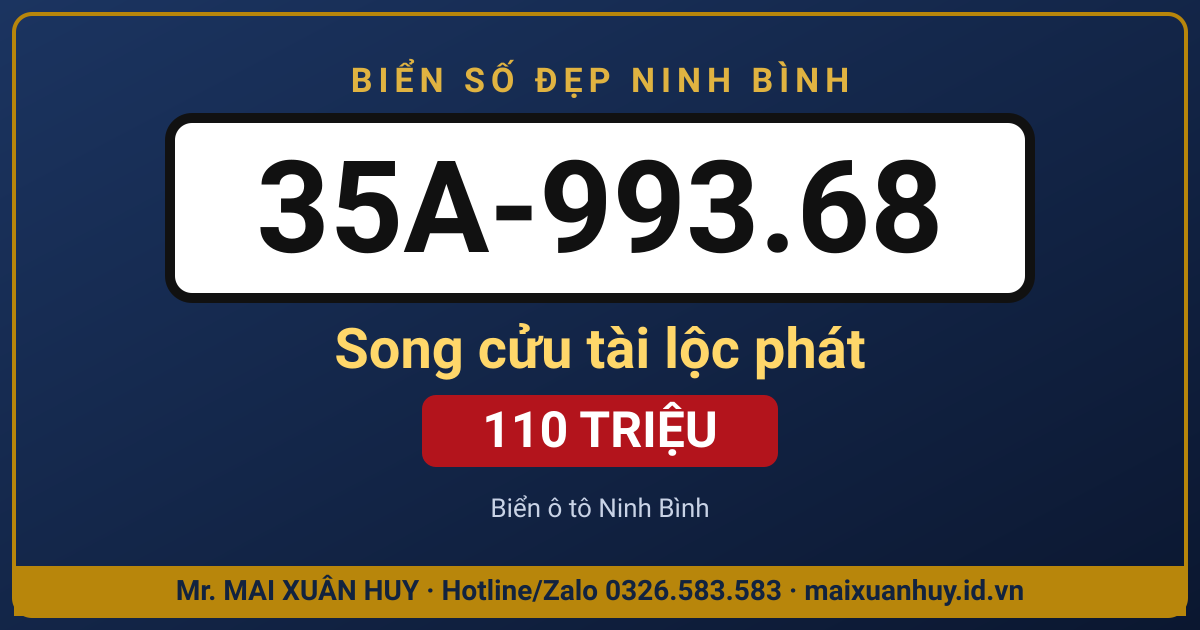 BIỂN SỐ ĐẸP NINH BÌNH
35A-993.68
Song cửu tài lộc phát
110 TRIỆU
Biển ô tô Ninh Bình
Mr. MAI XUÂN HUY · Hotline/Zalo 0326.583.583 · maixuanhuy.id.vn